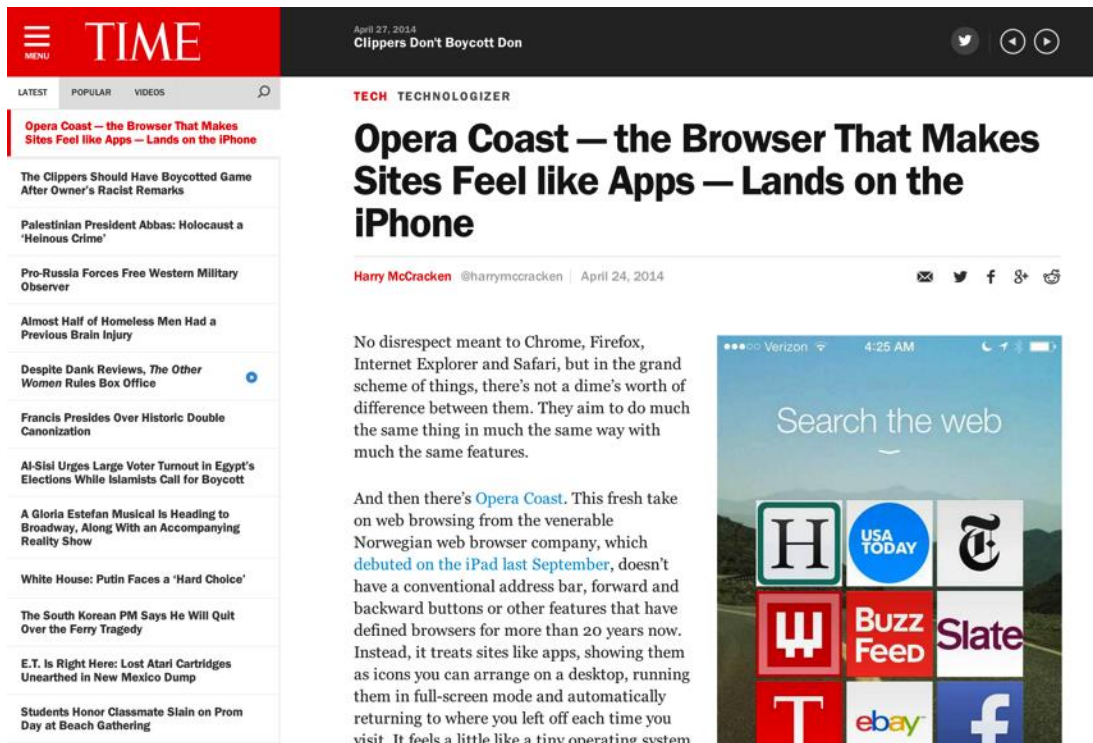 MENU
TIME
April 27, 2014
Clippers Don't Boycott Don
LATEST POPULAR VIDEOS
Opera Coast — the Browser That Makes
Sites Feel like Apps — Lands on the iPhone
The Clippers Should Have Boycotted Game
After Owner's Racist Remarks
Palestinian President Abbas: Holocaust a
'Heinous Crime'
Pro-Russia Forces Free Western Military
Observer
Almost Half of Homeless Men Had a
Previous Brain Injury
Despite Dank Reviews, The Other
Women Rules Box Office
Francis Presides Over Historic Double
Canonization
Al-Sisi Urges Large Voter Turnout in Egypt's
Elections While Islamists Call for Boycott
A Gloria Estefan Musical Is Heading to
Broadway, Along With an Accompanying
Reality Show
White House: Putin Faces a 'Hard Choice'
The South Korean PM Says He Will Quit
Over the Ferry Tragedy
E.T. Is Right Here: Lost Atari Cartridges
Unearthed in New Mexico Dump
Students Honor Classmate Slain on Prom
Day at Beach Gathering
TECH TECHNOLOGIZER
Opera Coast — the Browser That Makes
Sites Feel like Apps — Lands on the
iPhone
Harry McCracken @harrymccracken April 24, 2014
f 8+
No disrespect meant to Chrome, Firefox,
Internet Explorer and Safari, but in the grand
scheme of things, there's not a dime's worth of
difference between them. They aim to do much
the same thing in much the same way with
much the same features.
And then there's Opera Coast. This fresh take
on web browsing from the venerable
Norwegian web browser company, which
debuted on the iPad last September, doesn't
have a conventional address bar, forward and
backward buttons or other features that have
defined browsers for more than 20 years now.
Instead, it treats sites like apps, showing them
as icons you can arrange on a desktop, running
them in full-screen mode and automatically
returning to where you left off each time you
visit. It feels a little like a tiny operating system
Verizon 4:25 AM
Search the web
H
USA
TODAY
T
W
Buzz
FeeD
Slate
T
ebay
f